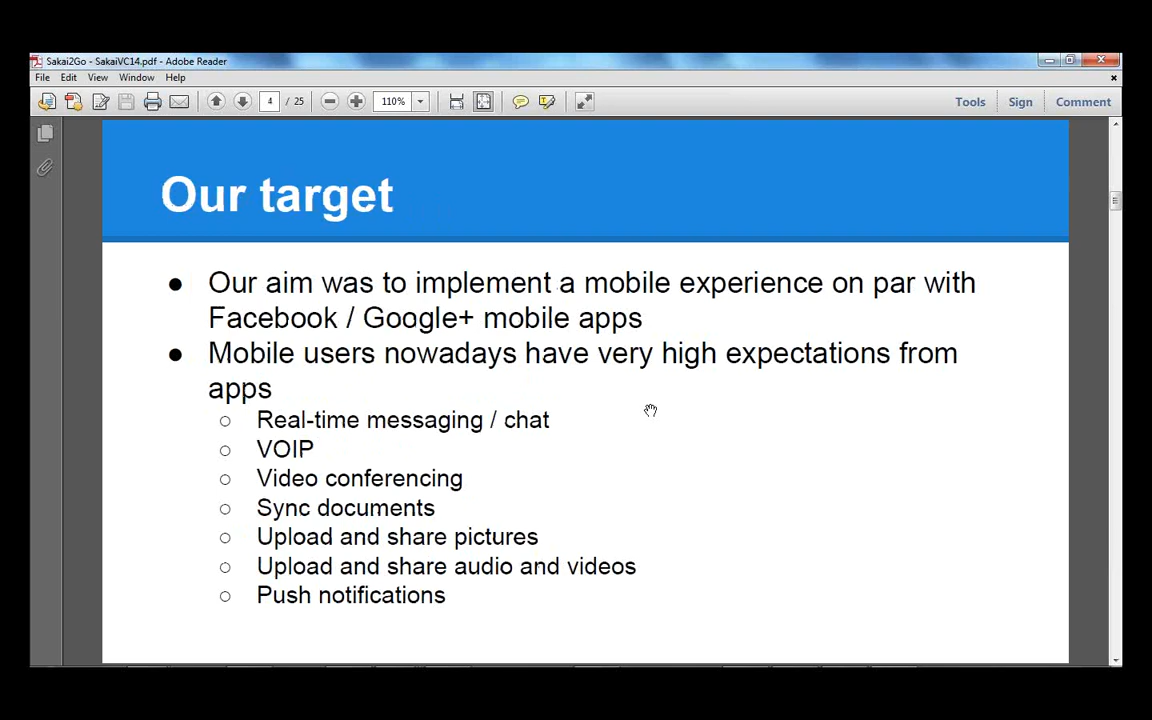 Sakai2Go - SakaiVC14.pdf - Adobe Reader
File Edit View Window Help
4 / 25 110% Tools Sign Comment
Our target
● Our aim was to implement a mobile experience on par with
Facebook / Google+ mobile apps
● Mobile users nowadays have very high expectations from
apps
○ Real-time messaging / chat
○ VOIP
○ Video conferencing
○ Sync documents
○ Upload and share pictures
○ Upload and share audio and videos
○ Push notifications